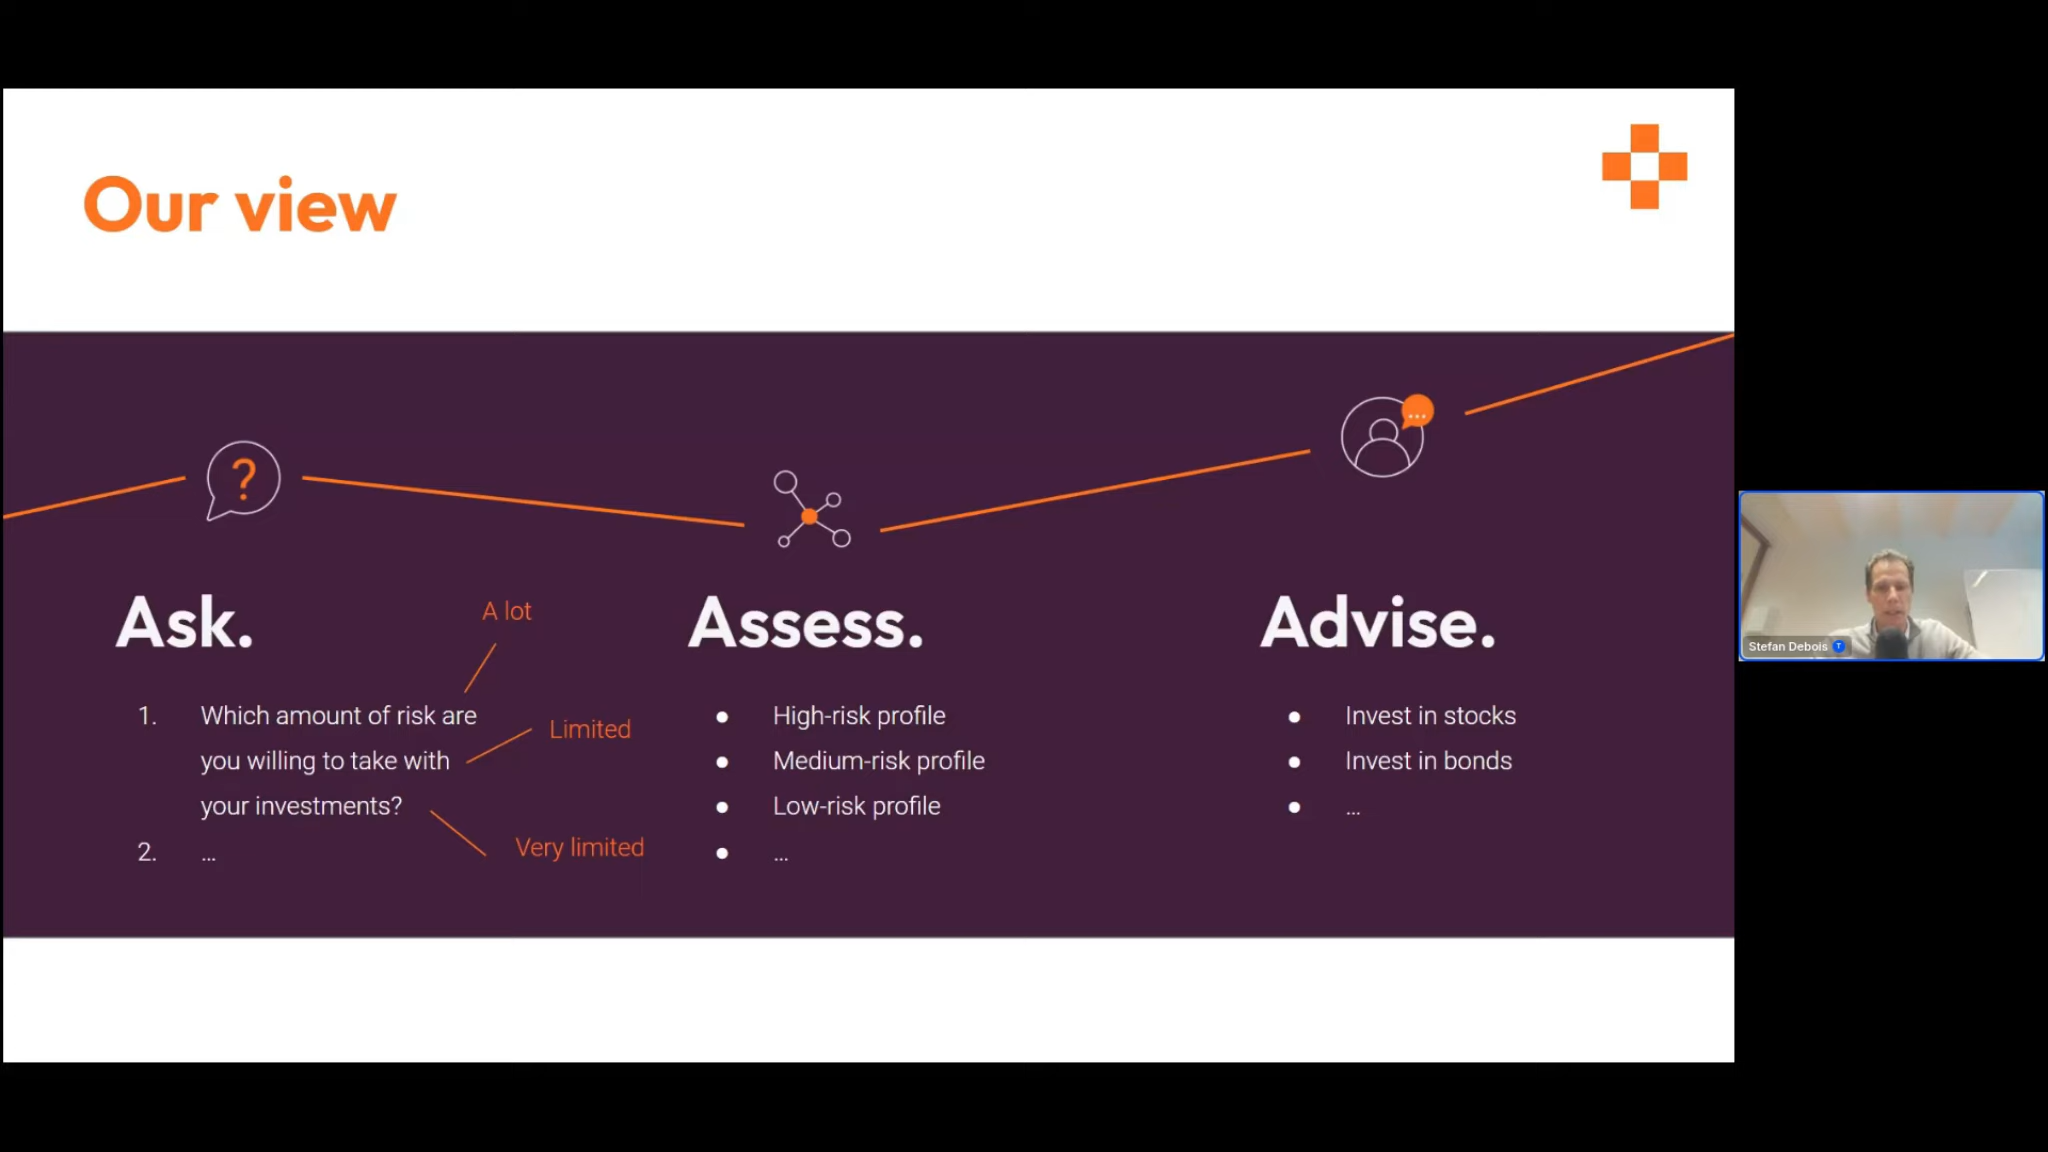 Our view
?
Ask.
A lot
1. Which amount of risk are
you willing to take with
your investments?
2. ...
Limited
Very limited
Assess.
● High-risk profile
● Medium-risk profile
● Low-risk profile
● ...
Advise.
● Invest in stocks
● Invest in bonds
● ...
Stefan Debois T